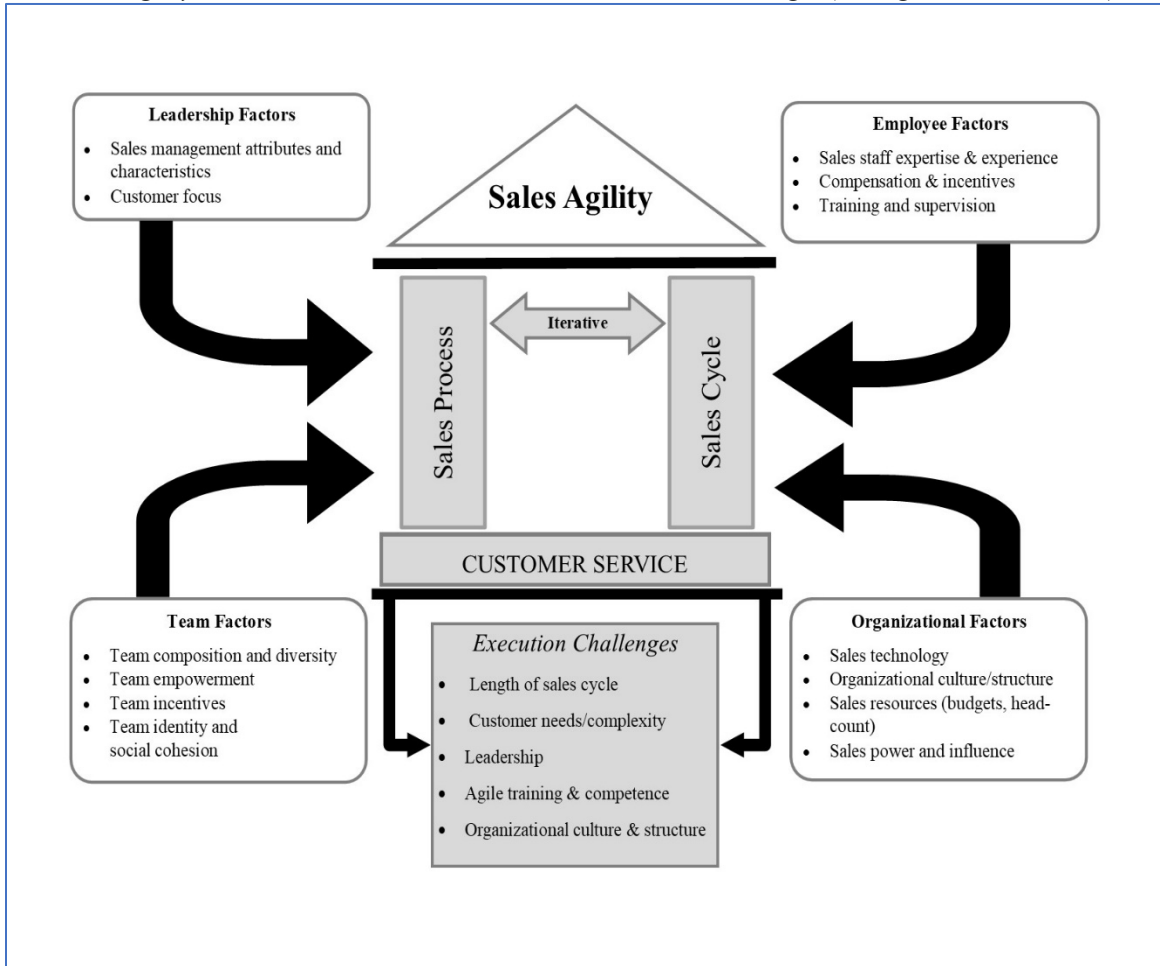 Leadership Factors
• Sales management attributes and
characteristics
• Customer focus
Employee Factors
• Sales staff expertise & experience
• Compensation & incentives
• Training and supervision
Sales Agility
Sales Process
Iterative
Sales Cycle
CUSTOMER SERVICE
Team Factors
• Team composition and diversity
• Team empowerment
• Team incentives
• Team identity and
social cohesion
Execution Challenges
• Length of sales cycle
• Customer needs/complexity
• Leadership
• Agile training & competence
• Organizational culture & structure
Organizational Factors
• Sales technology
• Organizational culture/structure
• Sales resources (budgets, head-
count)
• Sales power and influence